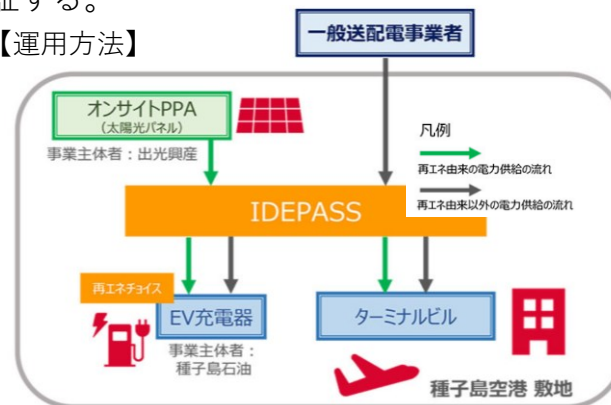 証する。
【運用方法】
一般送配電事業者
オンサイトPPA
(太陽光パネル)
事業主体者：出光興産
凡例
再エネ由来の電力供給の流れ
再エネ由来以外の電力供給の流れ
IDEPASS
再エネチョイス
EV充電器
ターミナルビル
事業主体者：
種子島石油
種子島空港 敷地